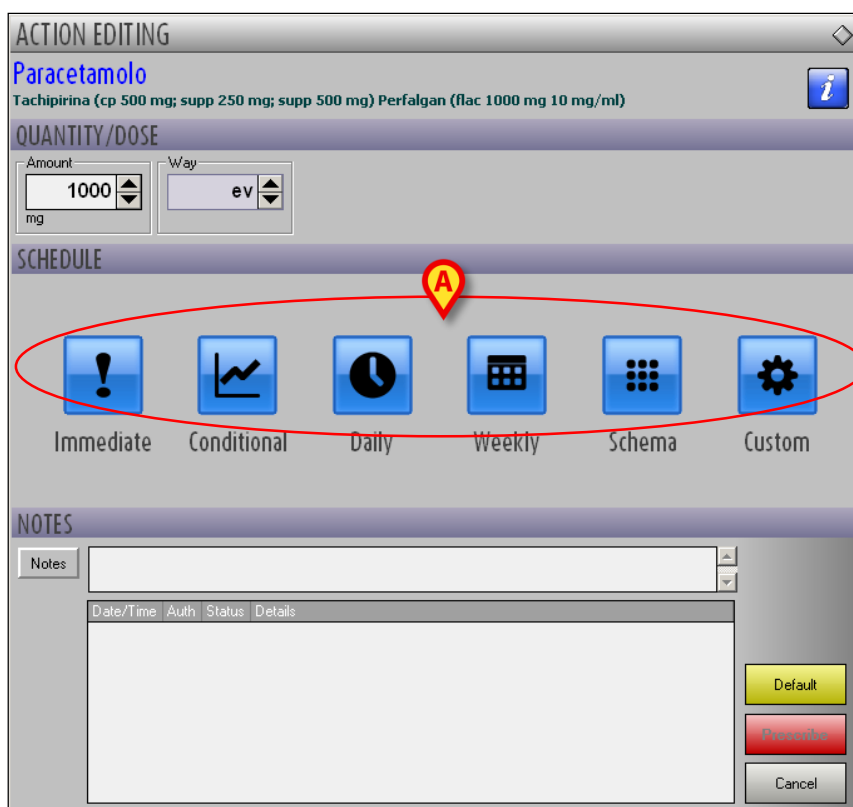 ACTION EDITING
Paracetamolo
Tachipirina (cp 500 mg; supp 250 mg; supp 500 mg) Perfalgan (flac 1000 mg 10 mg/ml)
i
QUANTITY/DOSE
Amount Way
1000 ev
mg
SCHEDULE
A
Immediate Conditional Daily Weekly Schema Custom
NOTES
Notes
Date/Time Auth Status Details
Default
Prescribe
Cancel